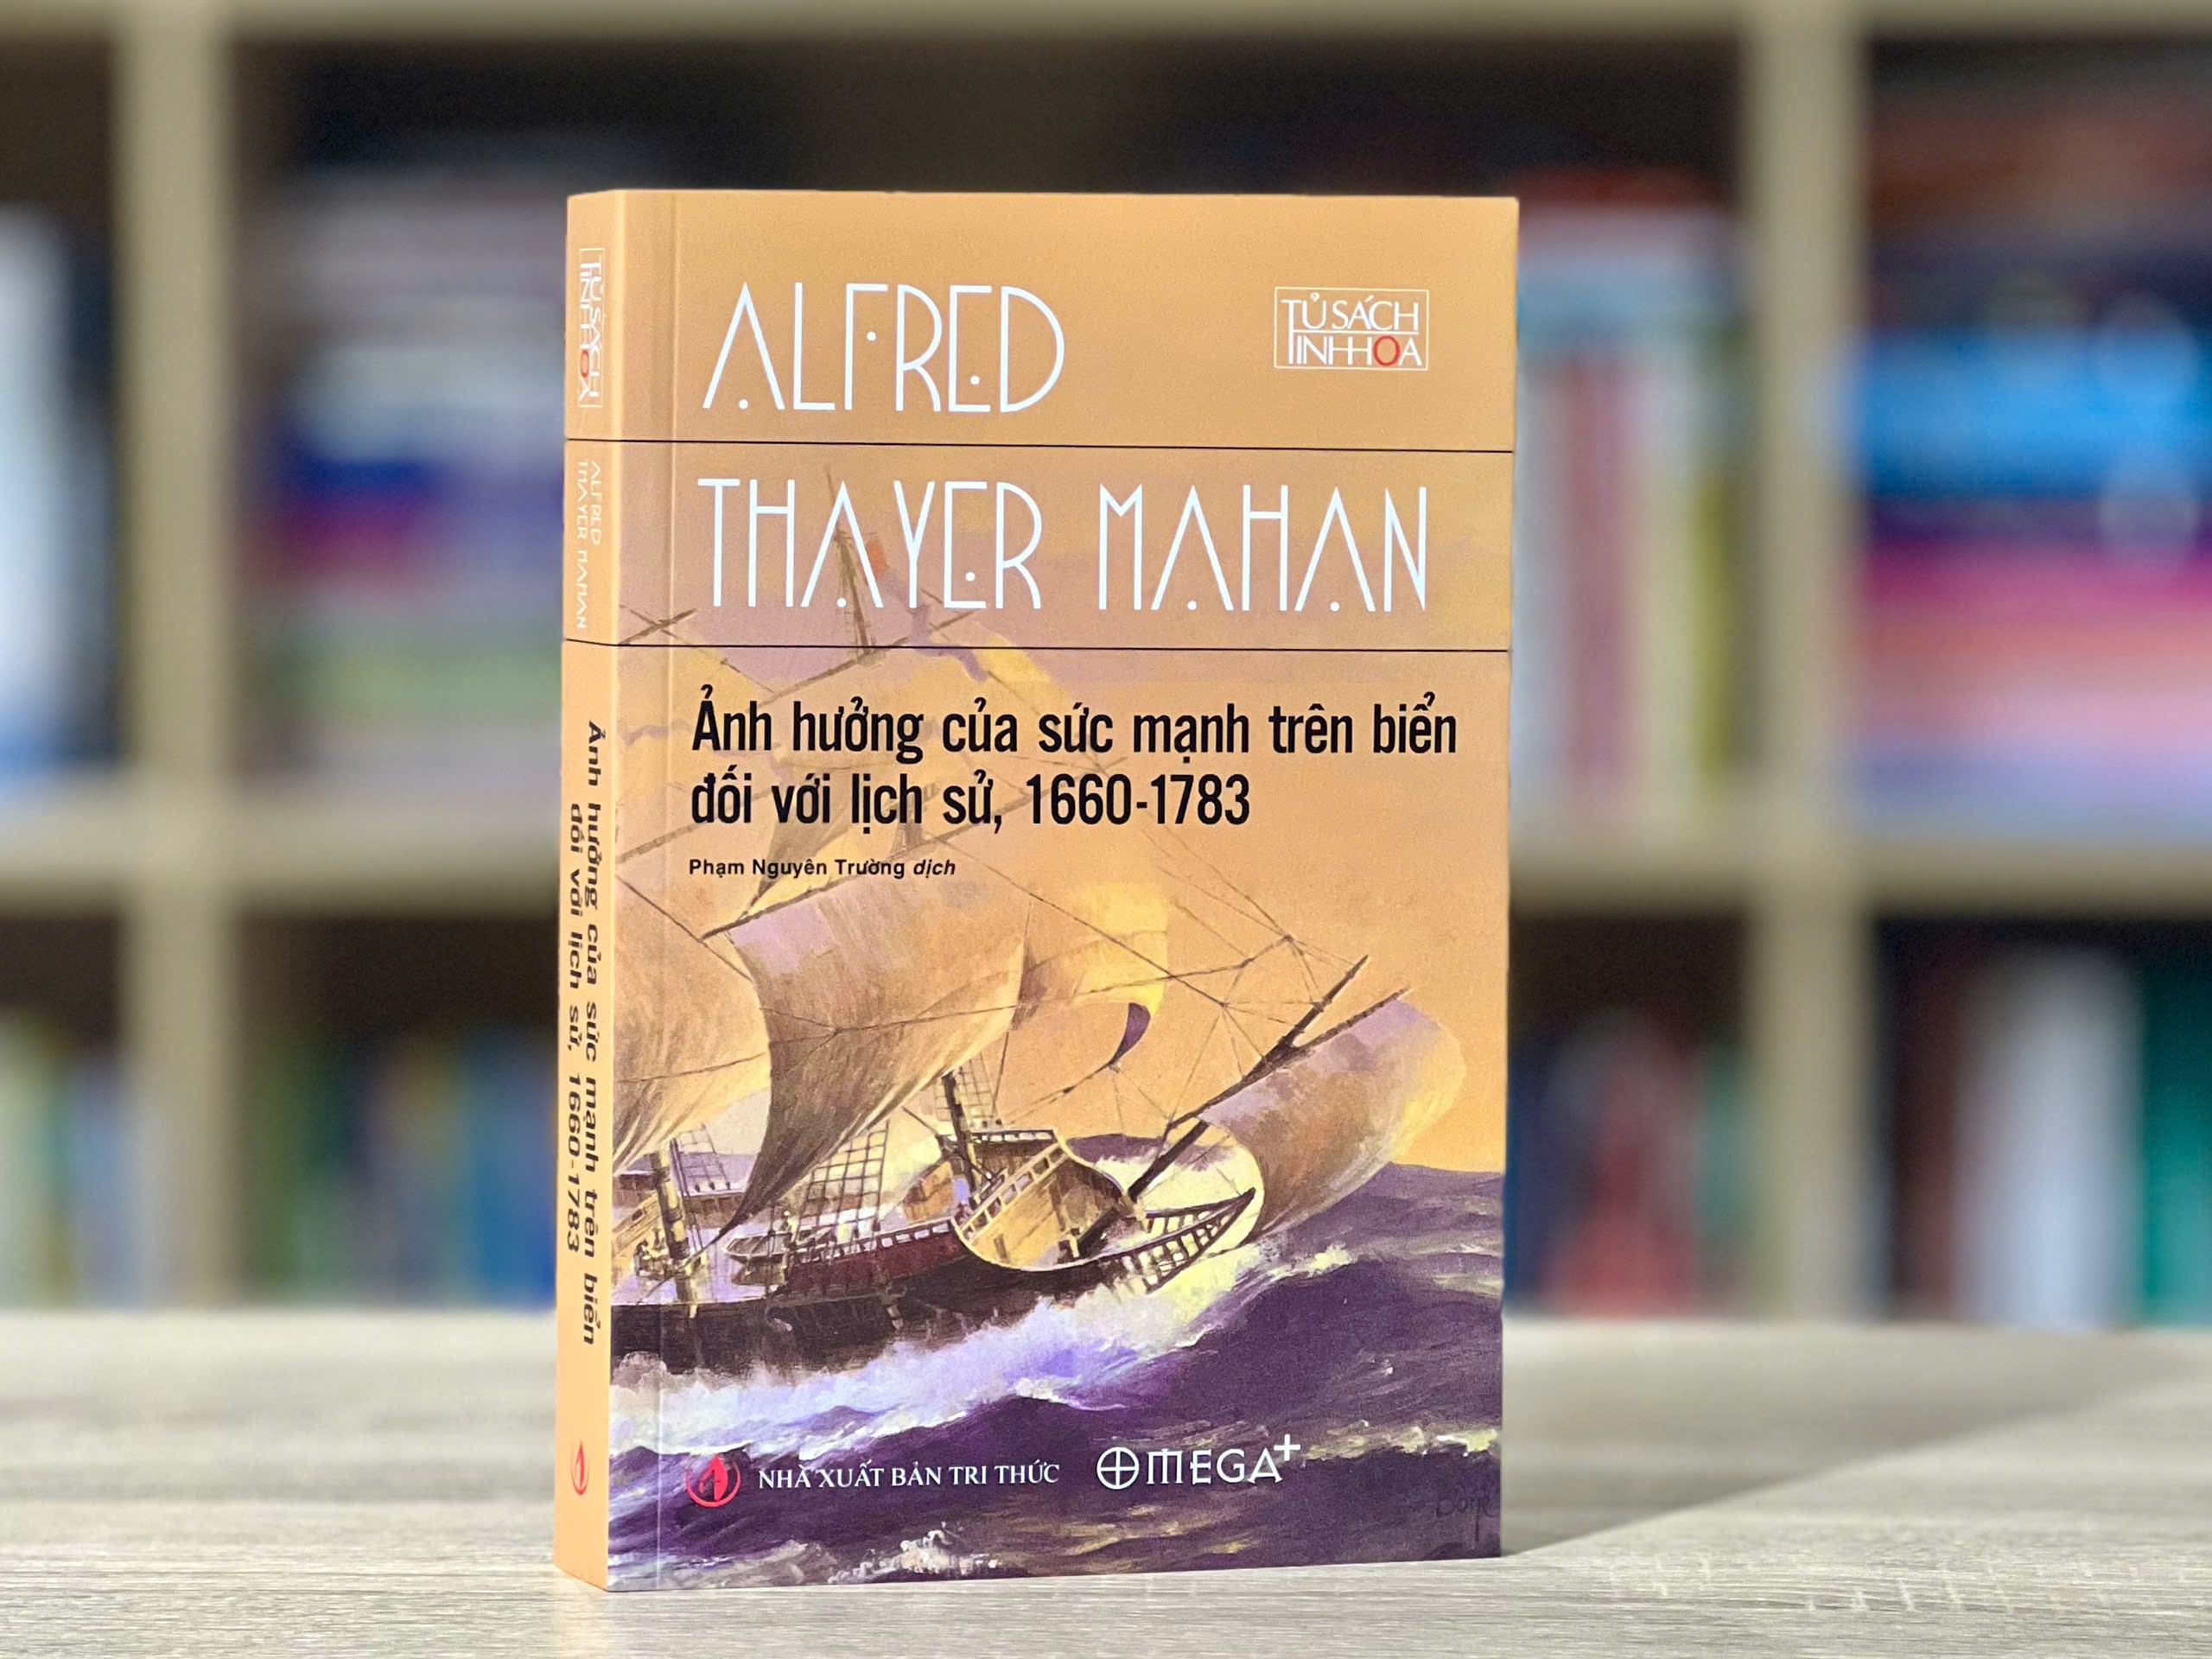 ALFRED
TỦ SÁCH
TINH HOA
THAYER MAHAN
Ảnh hưởng của sức mạnh trên biển
đối với lịch sử, 1660-1783
Phạm Nguyên Trường dịch
NHÀ XUẤT BẢN TRI THỨC
OMEGA+
TỦ SÁCH
TINH HOA
ALFRED
THAYER MAHAN
Ảnh hưởng của sức mạnh trên biển
đối với lịch sử, 1660-1783